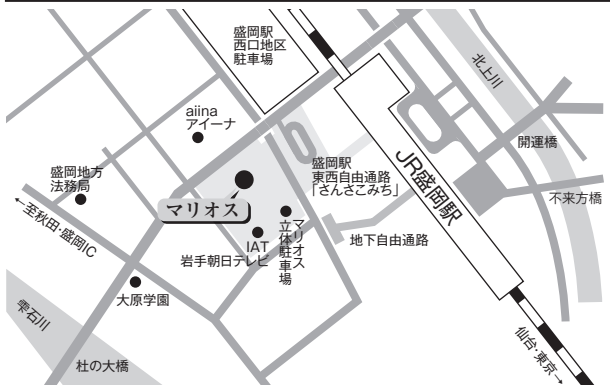 盛岡駅
西口地区
駐車場
北上川
aiina
アイーナ
開運橋
盛岡地方
法務局
盛岡駅
東西自由通路
「さんさこみち」
JR盛岡駅
不来方橋
マリオス
←至秋田・盛岡IC
IAT
岩手朝日テレビ
マリオス
立体駐車場
地下自由通路
大原学園
雫石川
杜の大橋
仙台・東京→